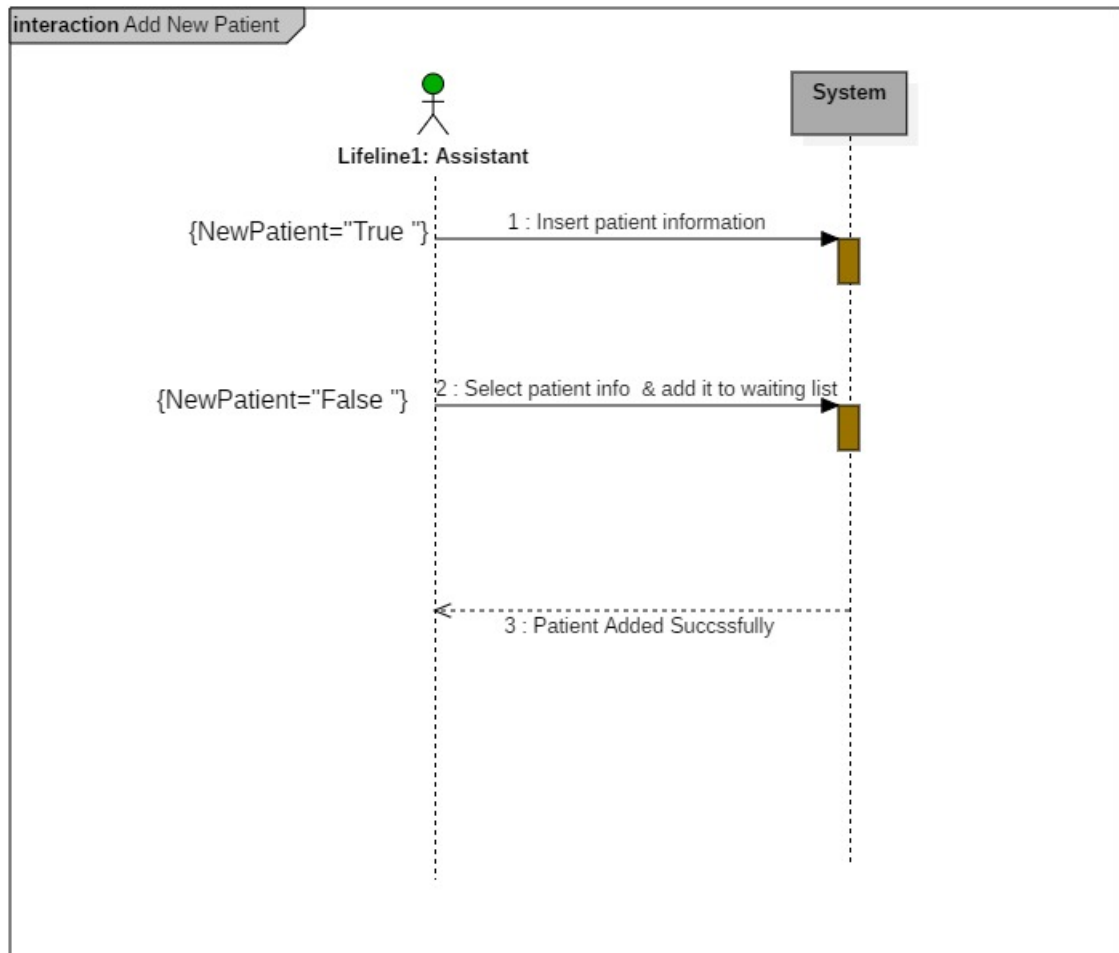 interaction Add New Patient
System
Lifeline1: Assistant
{NewPatient="True "}
1 : Insert patient information
{NewPatient="False "}
2 : Select patient info  & add it to waiting list
3 : Patient Added Succssfully